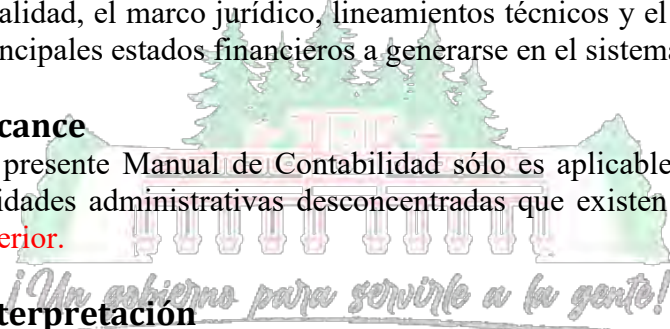 alidad, el marco jurídico, lineamientos técnicos y el
ncipales estados financieros a generarse en el sistema
cance
presente Manual de Contabilidad sólo es aplicable
idades administrativas desconcentradas que existen
erior.
¡Un gobierno para servirle a la gente!
terpretación